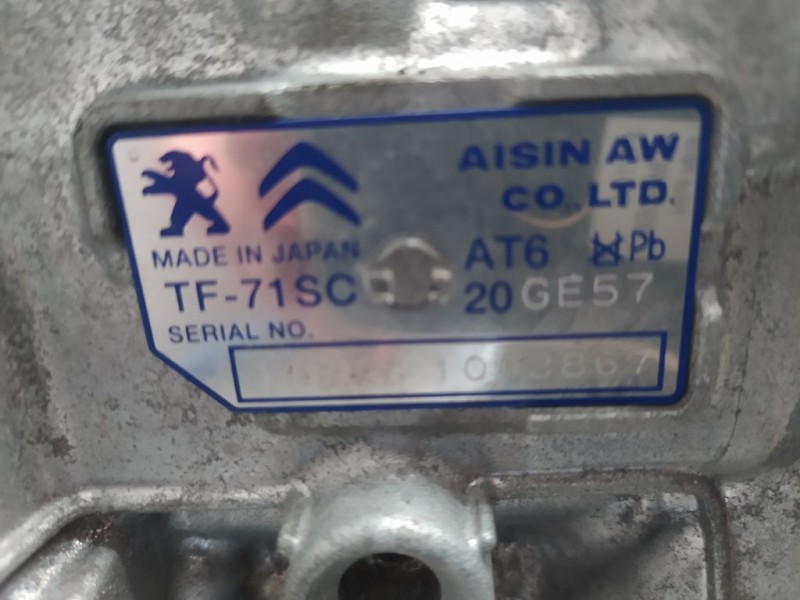 AISIN AW
CO., LTD.
MADE IN JAPAN
AT6 Pb
TF-71SC
20GE57
SERIAL NO.